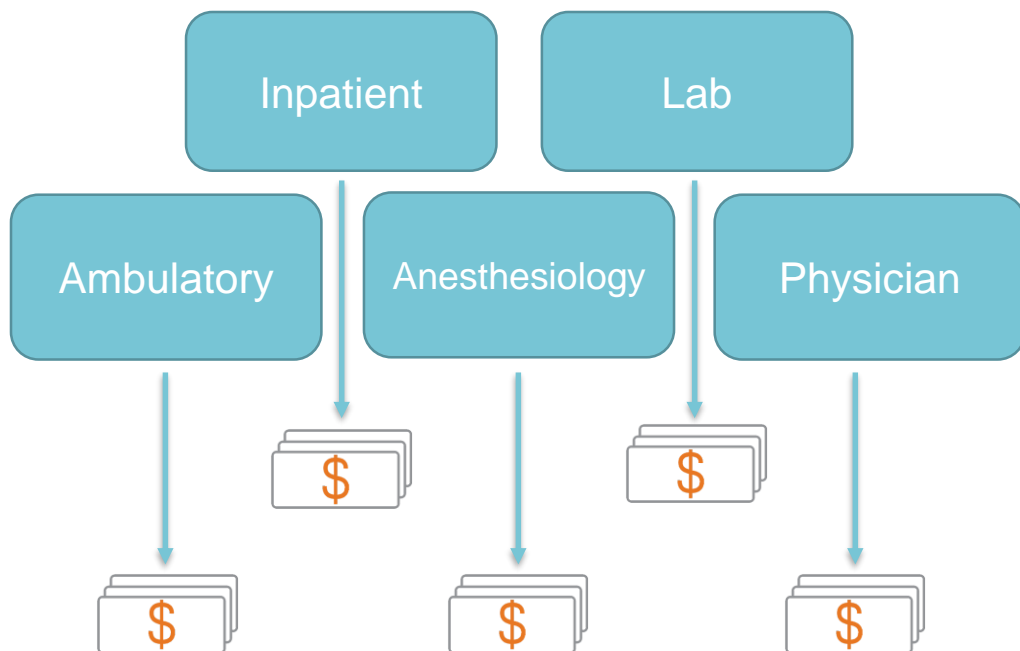 Inpatient
Lab
Ambulatory
Anesthesiology
Physician
$
$
$
$
$